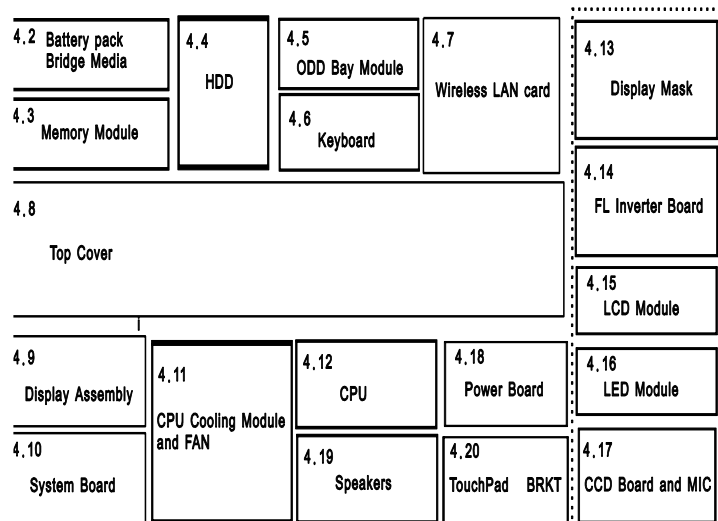 4.2 Battery pack
Bridge Media
4.3
Memory Module
4.4
HDD
4.5
ODD Bay Module
4.6
Keyboard
4.7
Wireless LAN card
4.8
Top Cover
4.9
Display Assembly
4.10
System Board
4.11
CPU Cooling Module
and FAN
4.12
CPU
4.19
Speakers
4.18
Power Board
4.20
TouchPad BRKT
4.13
Display Mask
4.14
FL Inverter Board
4.15
LCD Module
4.16
LED Module
4.17
CCD Board and MIC